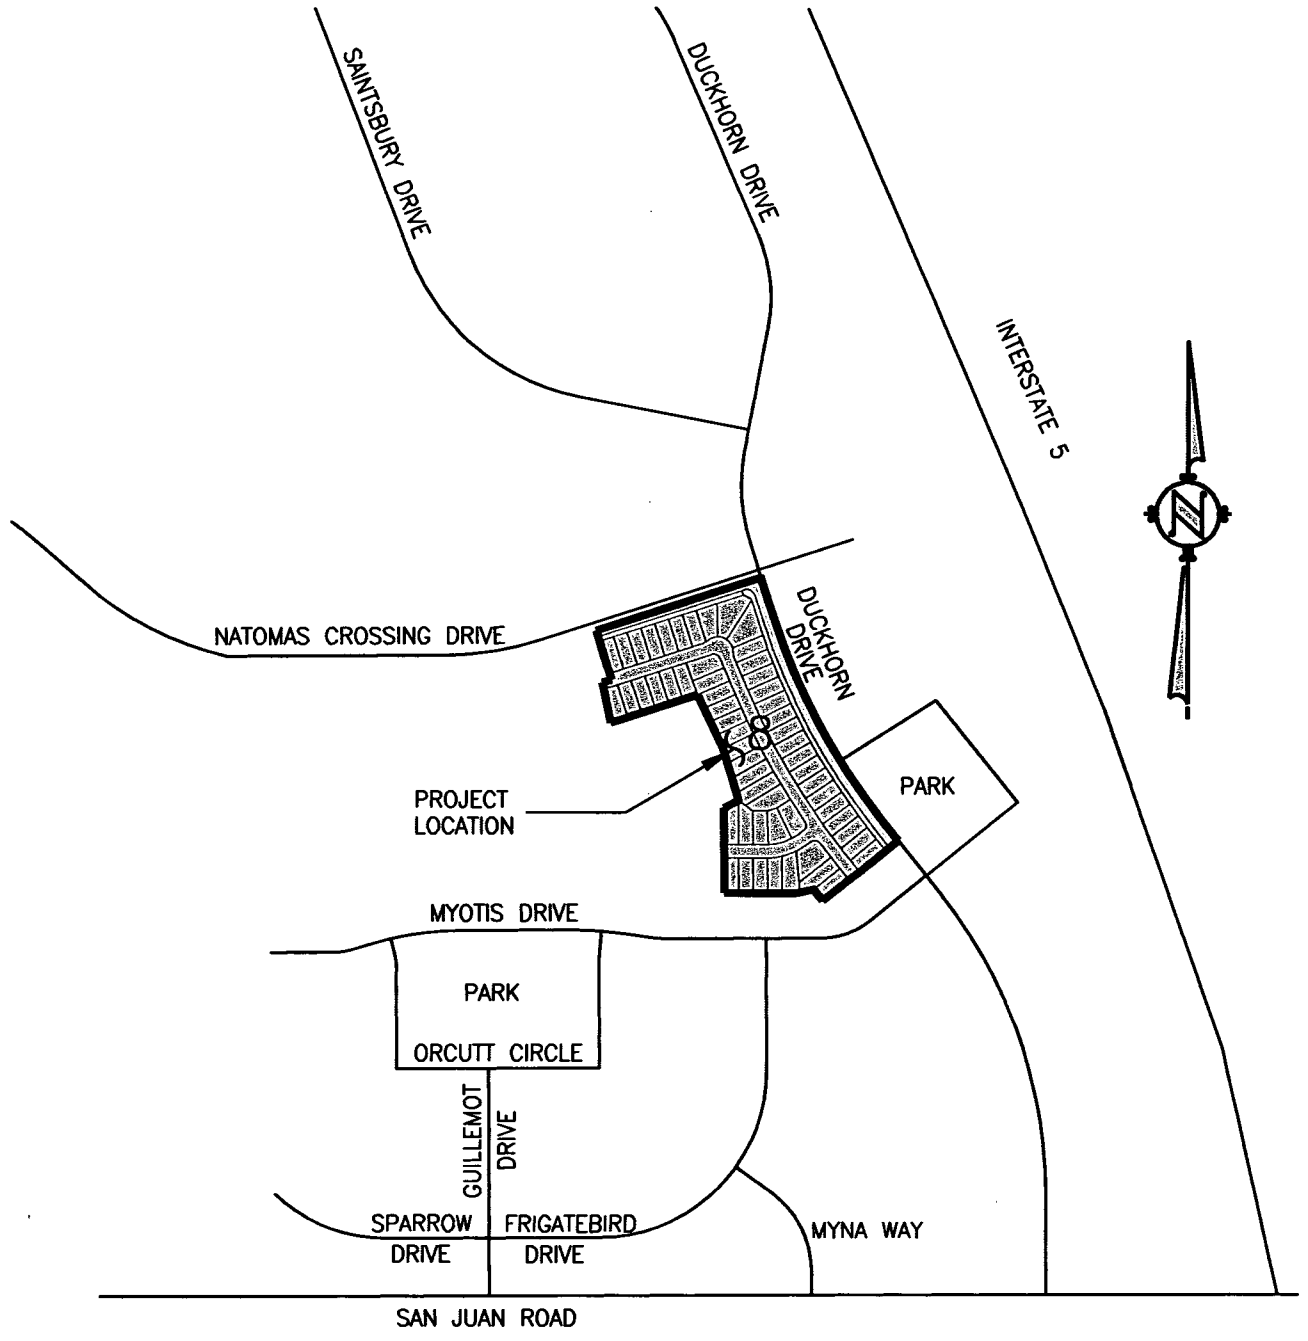 SAINTSBURY DRIVE
DUCKHORN DRIVE
INTERSTATE 5
N
NATOMAS CROSSING DRIVE
DUCKHORN
DRIVE
PARK
PROJECT
LOCATION
MYOTIS DRIVE
PARK
ORCUTT CIRCLE
GUILLEMOT
DRIVE
SPARROW
DRIVE
FRIGATEBIRD
DRIVE
MYNA WAY
SAN JUAN ROAD